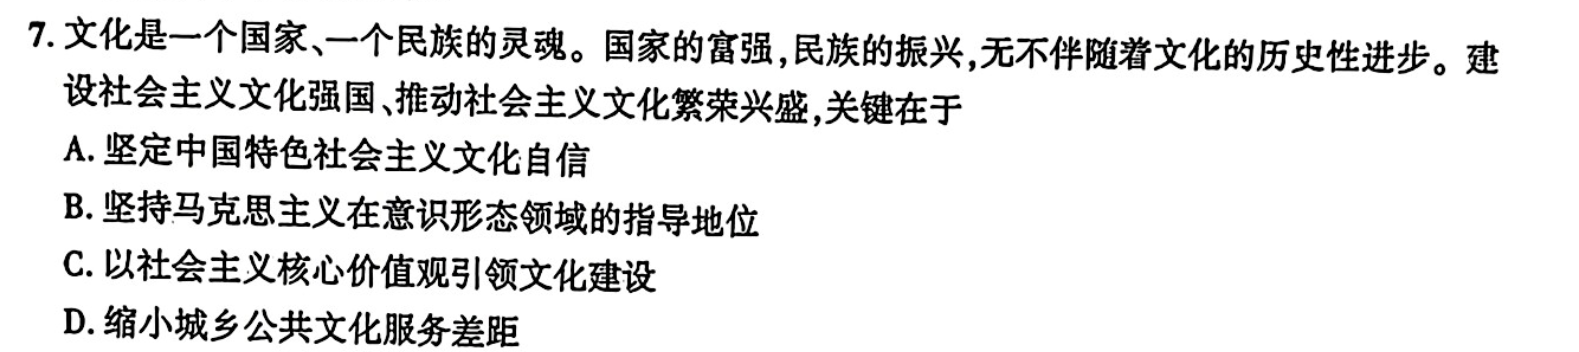 7. 文化是一个国家、一个民族的灵魂。国家的富强,民族的振兴,无不伴随着文化的历史性进步。建
设社会主义文化强国、推动社会主义文化繁荣兴盛,关键在于
A. 坚定中国特色社会主义文化自信
B. 坚持马克思主义在意识形态领域的指导地位
C. 以社会主义核心价值观引领文化建设
D. 缩小城乡公共文化服务差距